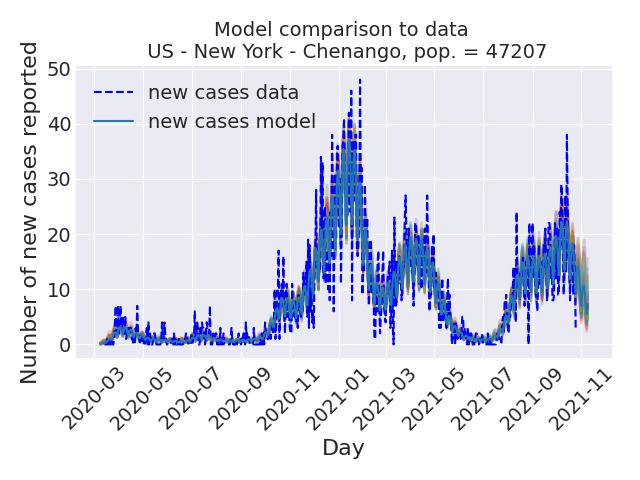 Model comparison to data
US - New York - Chenango, pop. = 47207
Number of new cases reported
50
40
30
20
10
0
new cases data
new cases model
2020-03
2020-05
2020-07
2020-09
2020-11
2021-01
2021-03
2021-05
2021-07
2021-09
2021-11
Day